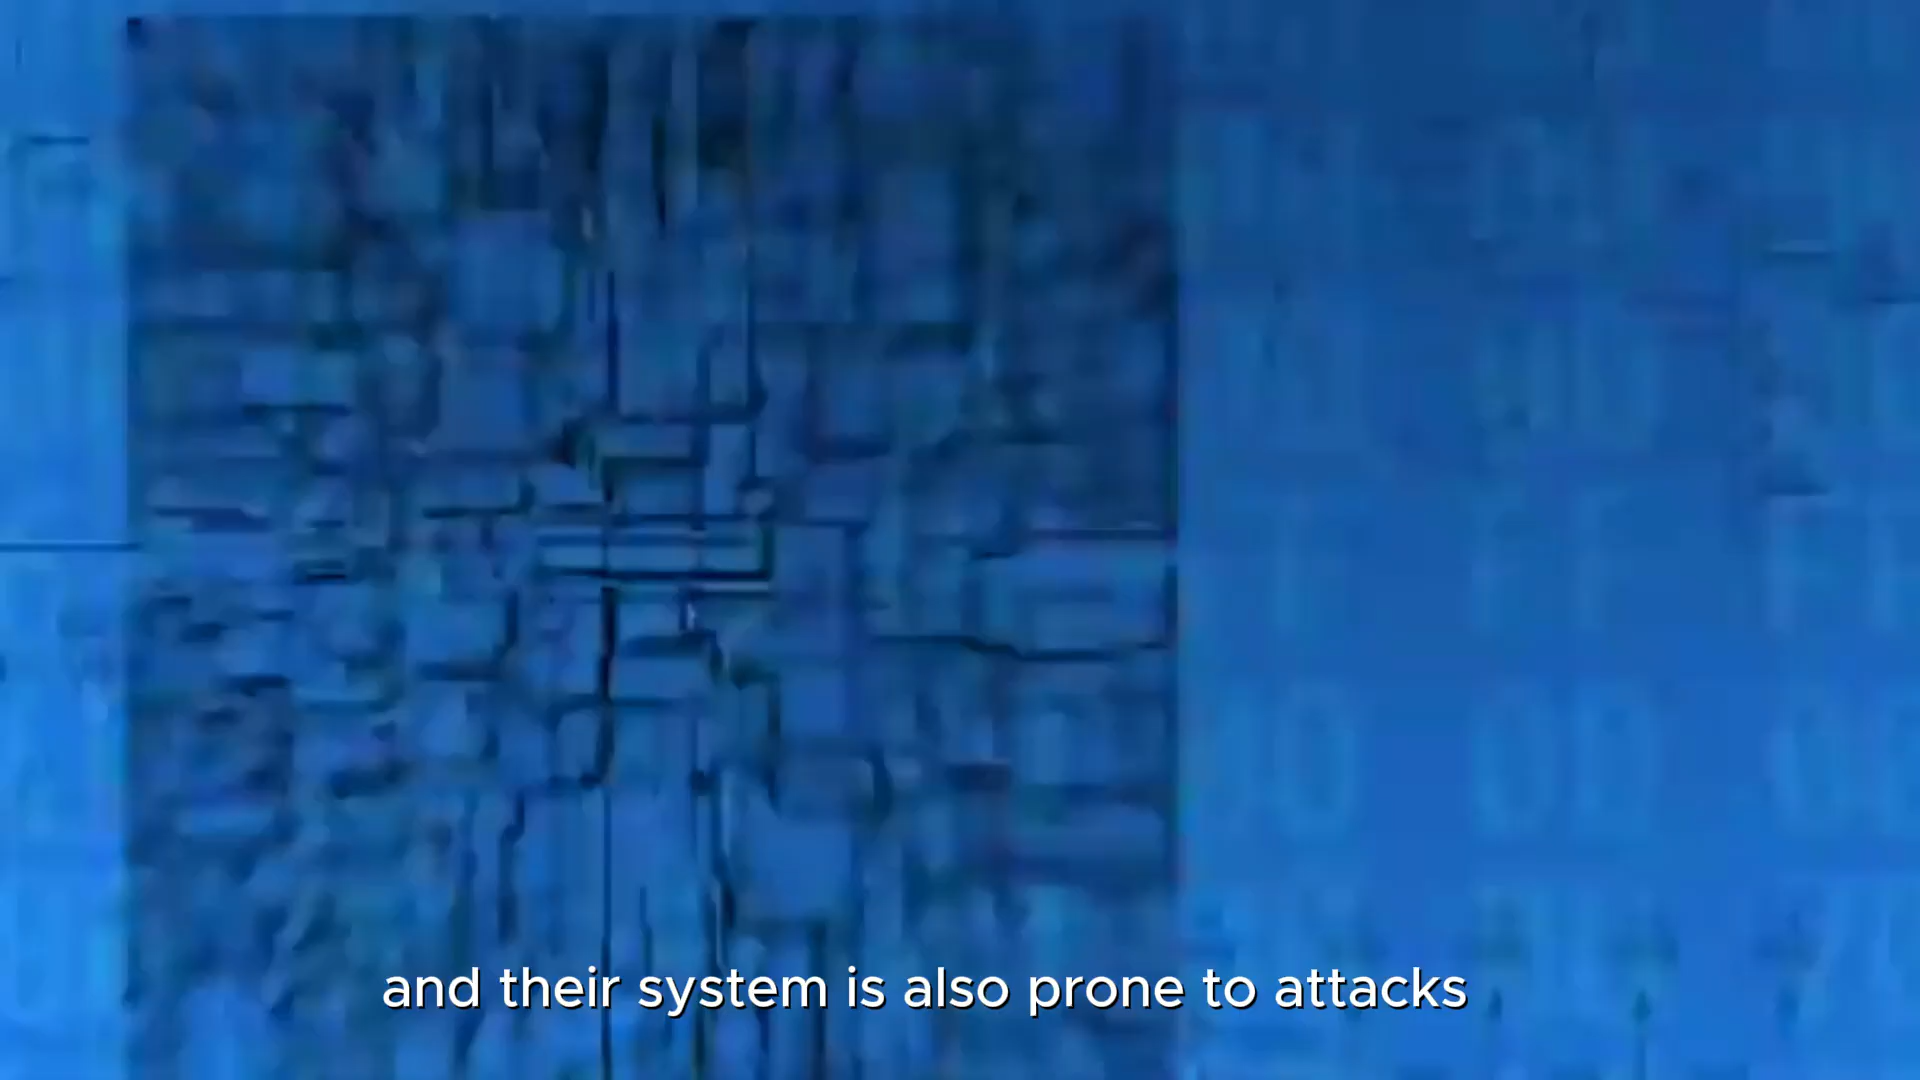 and their system is also prone to attacks